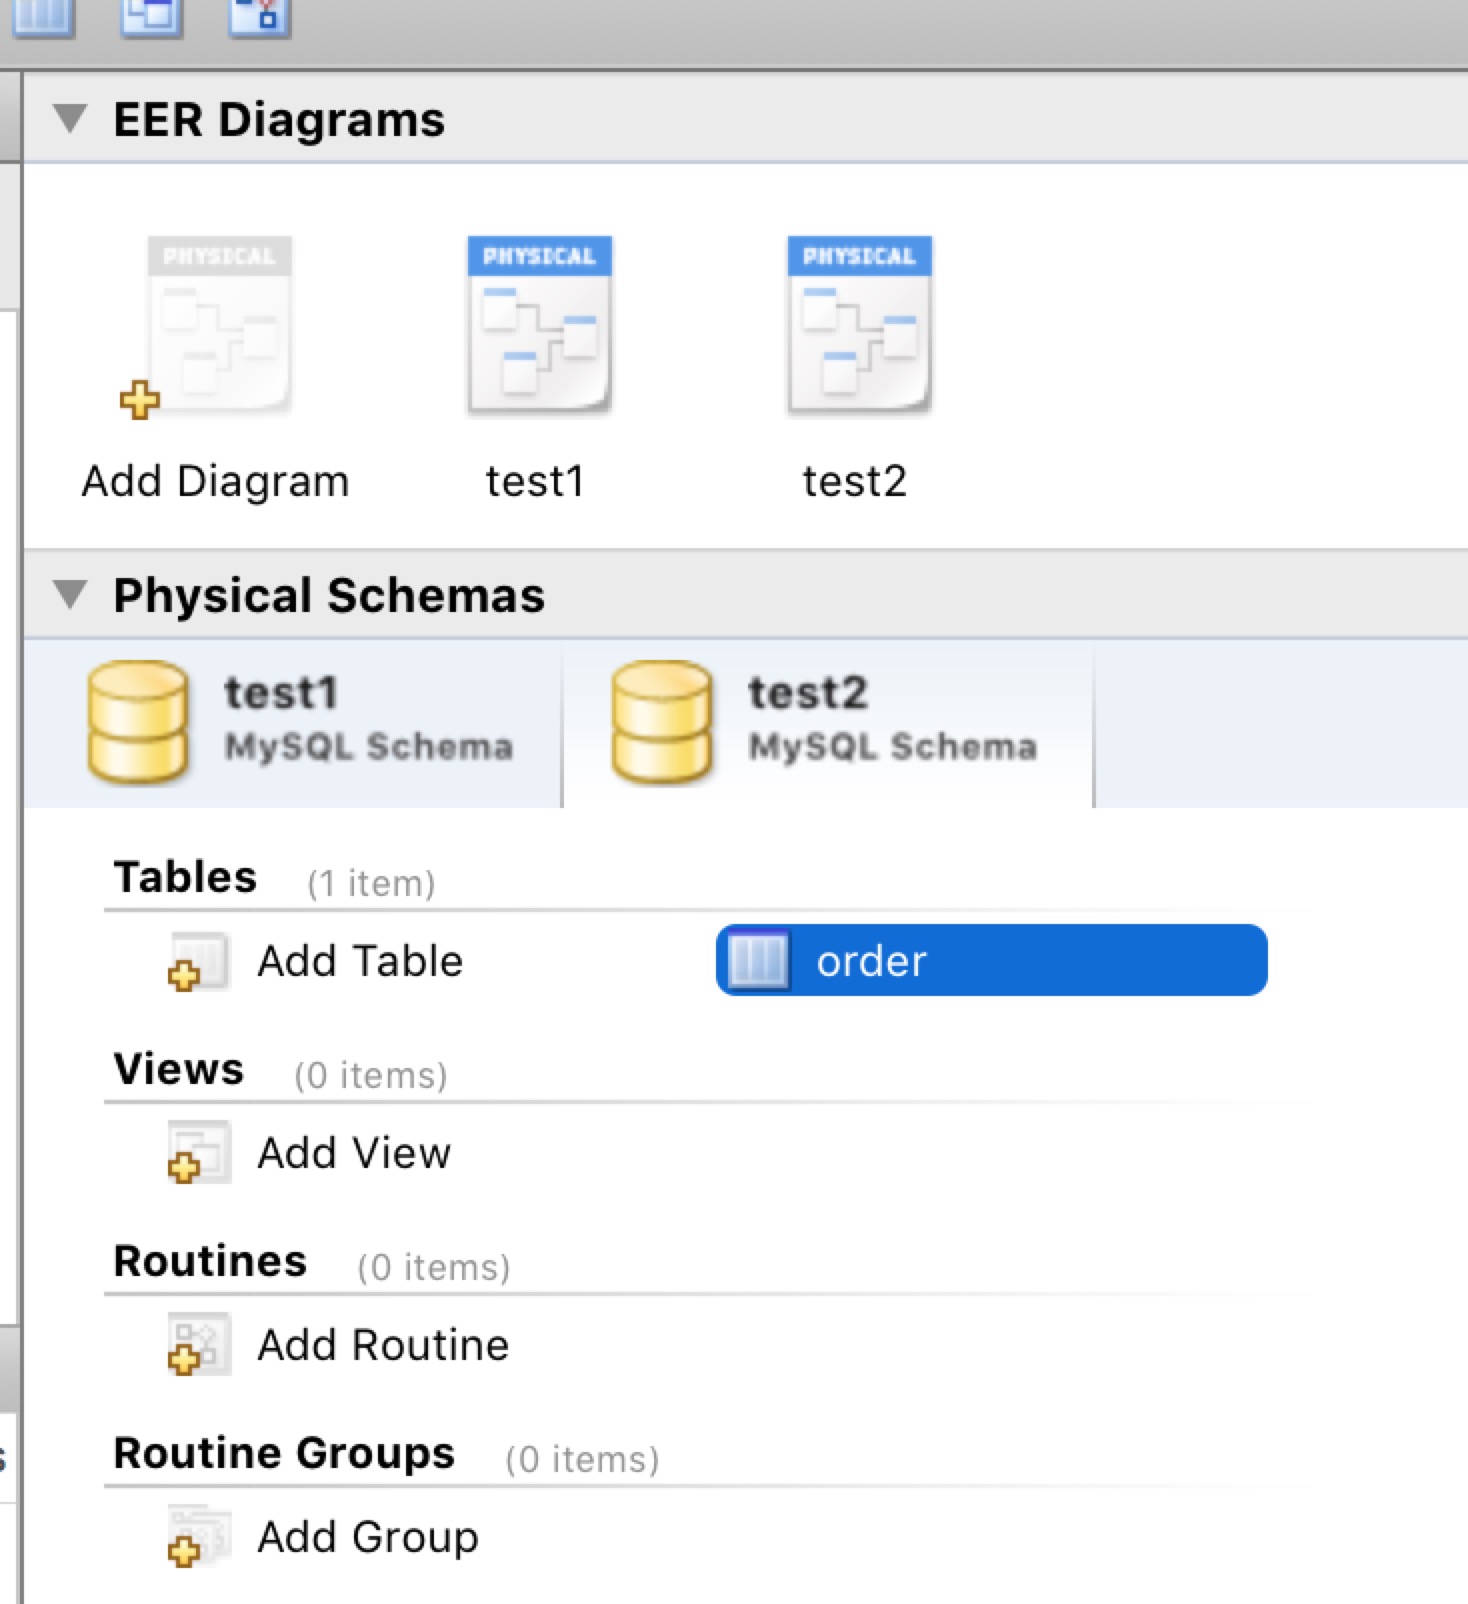 EER Diagrams
PHYSICAL PHYSICAL PHYSICAL
Add Diagram test1 test2
Physical Schemas
test1 test2
MySQL Schema MySQL Schema
Tables (1 item)
Add Table order
Views (0 items)
Add View
Routines (0 items)
Add Routine
Routine Groups (0 items)
s
Add Group